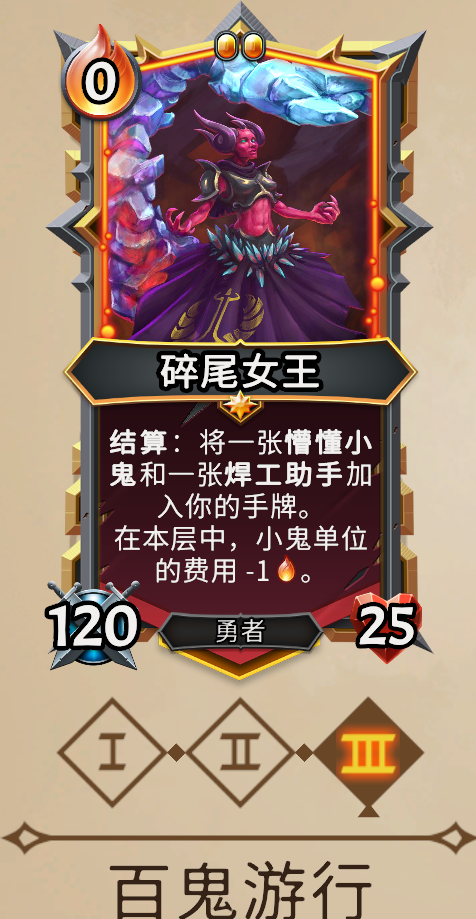 0
碎尾女王
结算：将一张懵懂小
鬼和一张焊工助手加
入你的手牌。
在本层中，小鬼单位
的费用 -1。
120
勇者
25
I
II
III
百鬼游行